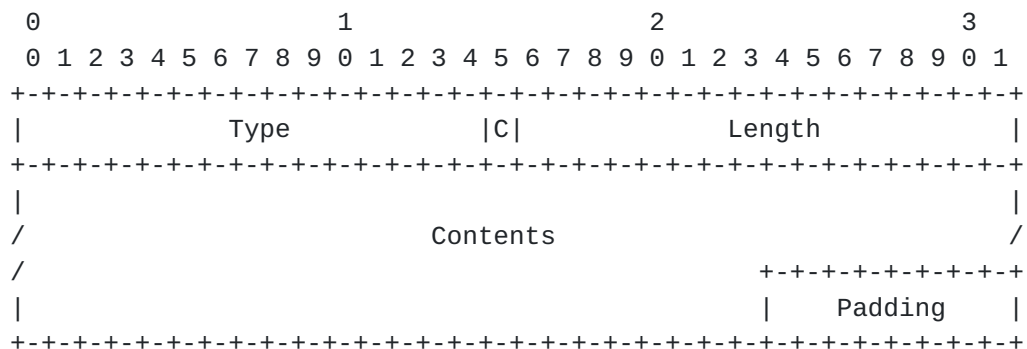 0                   1                   2                   3
 0 1 2 3 4 5 6 7 8 9 0 1 2 3 4 5 6 7 8 9 0 1 2 3 4 5 6 7 8 9 0 1
+-+-+-+-+-+-+-+-+-+-+-+-+-+-+-+-+-+-+-+-+-+-+-+-+-+-+-+-+-+-+-+-+
|             Type            |C|             Length            |
+-+-+-+-+-+-+-+-+-+-+-+-+-+-+-+-+-+-+-+-+-+-+-+-+-+-+-+-+-+-+-+-+
|                                                               |
/                          Contents                             /
/                                               +-+-+-+-+-+-+-+-+
|                                               |    Padding    |
+-+-+-+-+-+-+-+-+-+-+-+-+-+-+-+-+-+-+-+-+-+-+-+-+-+-+-+-+-+-+-+-+